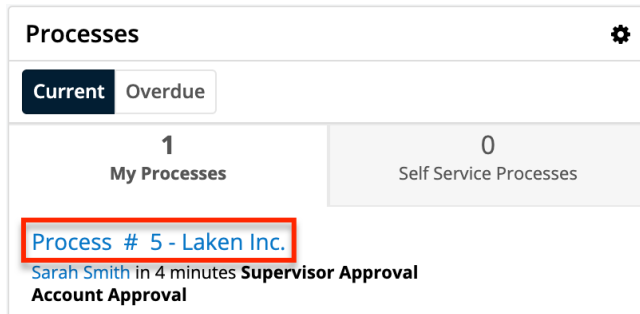 Processes
Current Overdue
1 0
My Processes Self Service Processes
Process # 5 - Laken Inc.
Sarah Smith in 4 minutes Supervisor Approval
Account Approval